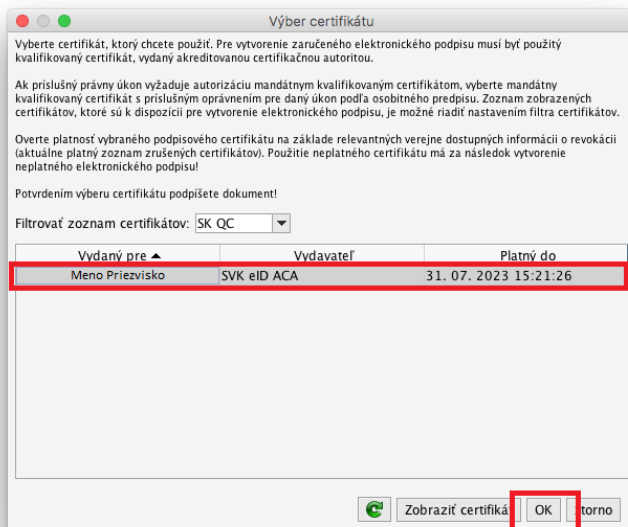 Výber certifikátu
Vyberte certifikát, ktorý chcete použiť. Pre vytvorenie zaručeného elektronického podpisu musí byť použitý
kvalifikovaný certifikát, vydaný akreditovanou certifikačnou autoritou.
Ak príslušný právny úkon vyžaduje autorizáciu mandátnym kvalifikovaným certifikátom, vyberte mandátny
kvalifikovaný certifikát s príslušným oprávnením pre daný úkon podľa osobitného predpisu. Zoznam zobrazených
certifikátov, ktoré sú k dispozícii pre vytvorenie elektronického podpisu, je možné riadiť nastavením filtra certifikátov.
Overte platnosť vybraného podpisového certifikátu na základe relevantných verejne dostupných informácii o revokácii
(aktuálne platný zoznam zrušených certifikátov). Použitie neplatného certifikátu má za následok vytvorenie
neplatného elektronického podpisu!
Potvrdením výberu certifikátu podpíšete dokument!
Filtrovať zoznam certifikátov: SK QC
Vydaný pre Vydavateľ Platný do
Meno Priezvisko SVK eID ACA 31. 07. 2023 15:21:26
Zobraziť certifiká OK torno